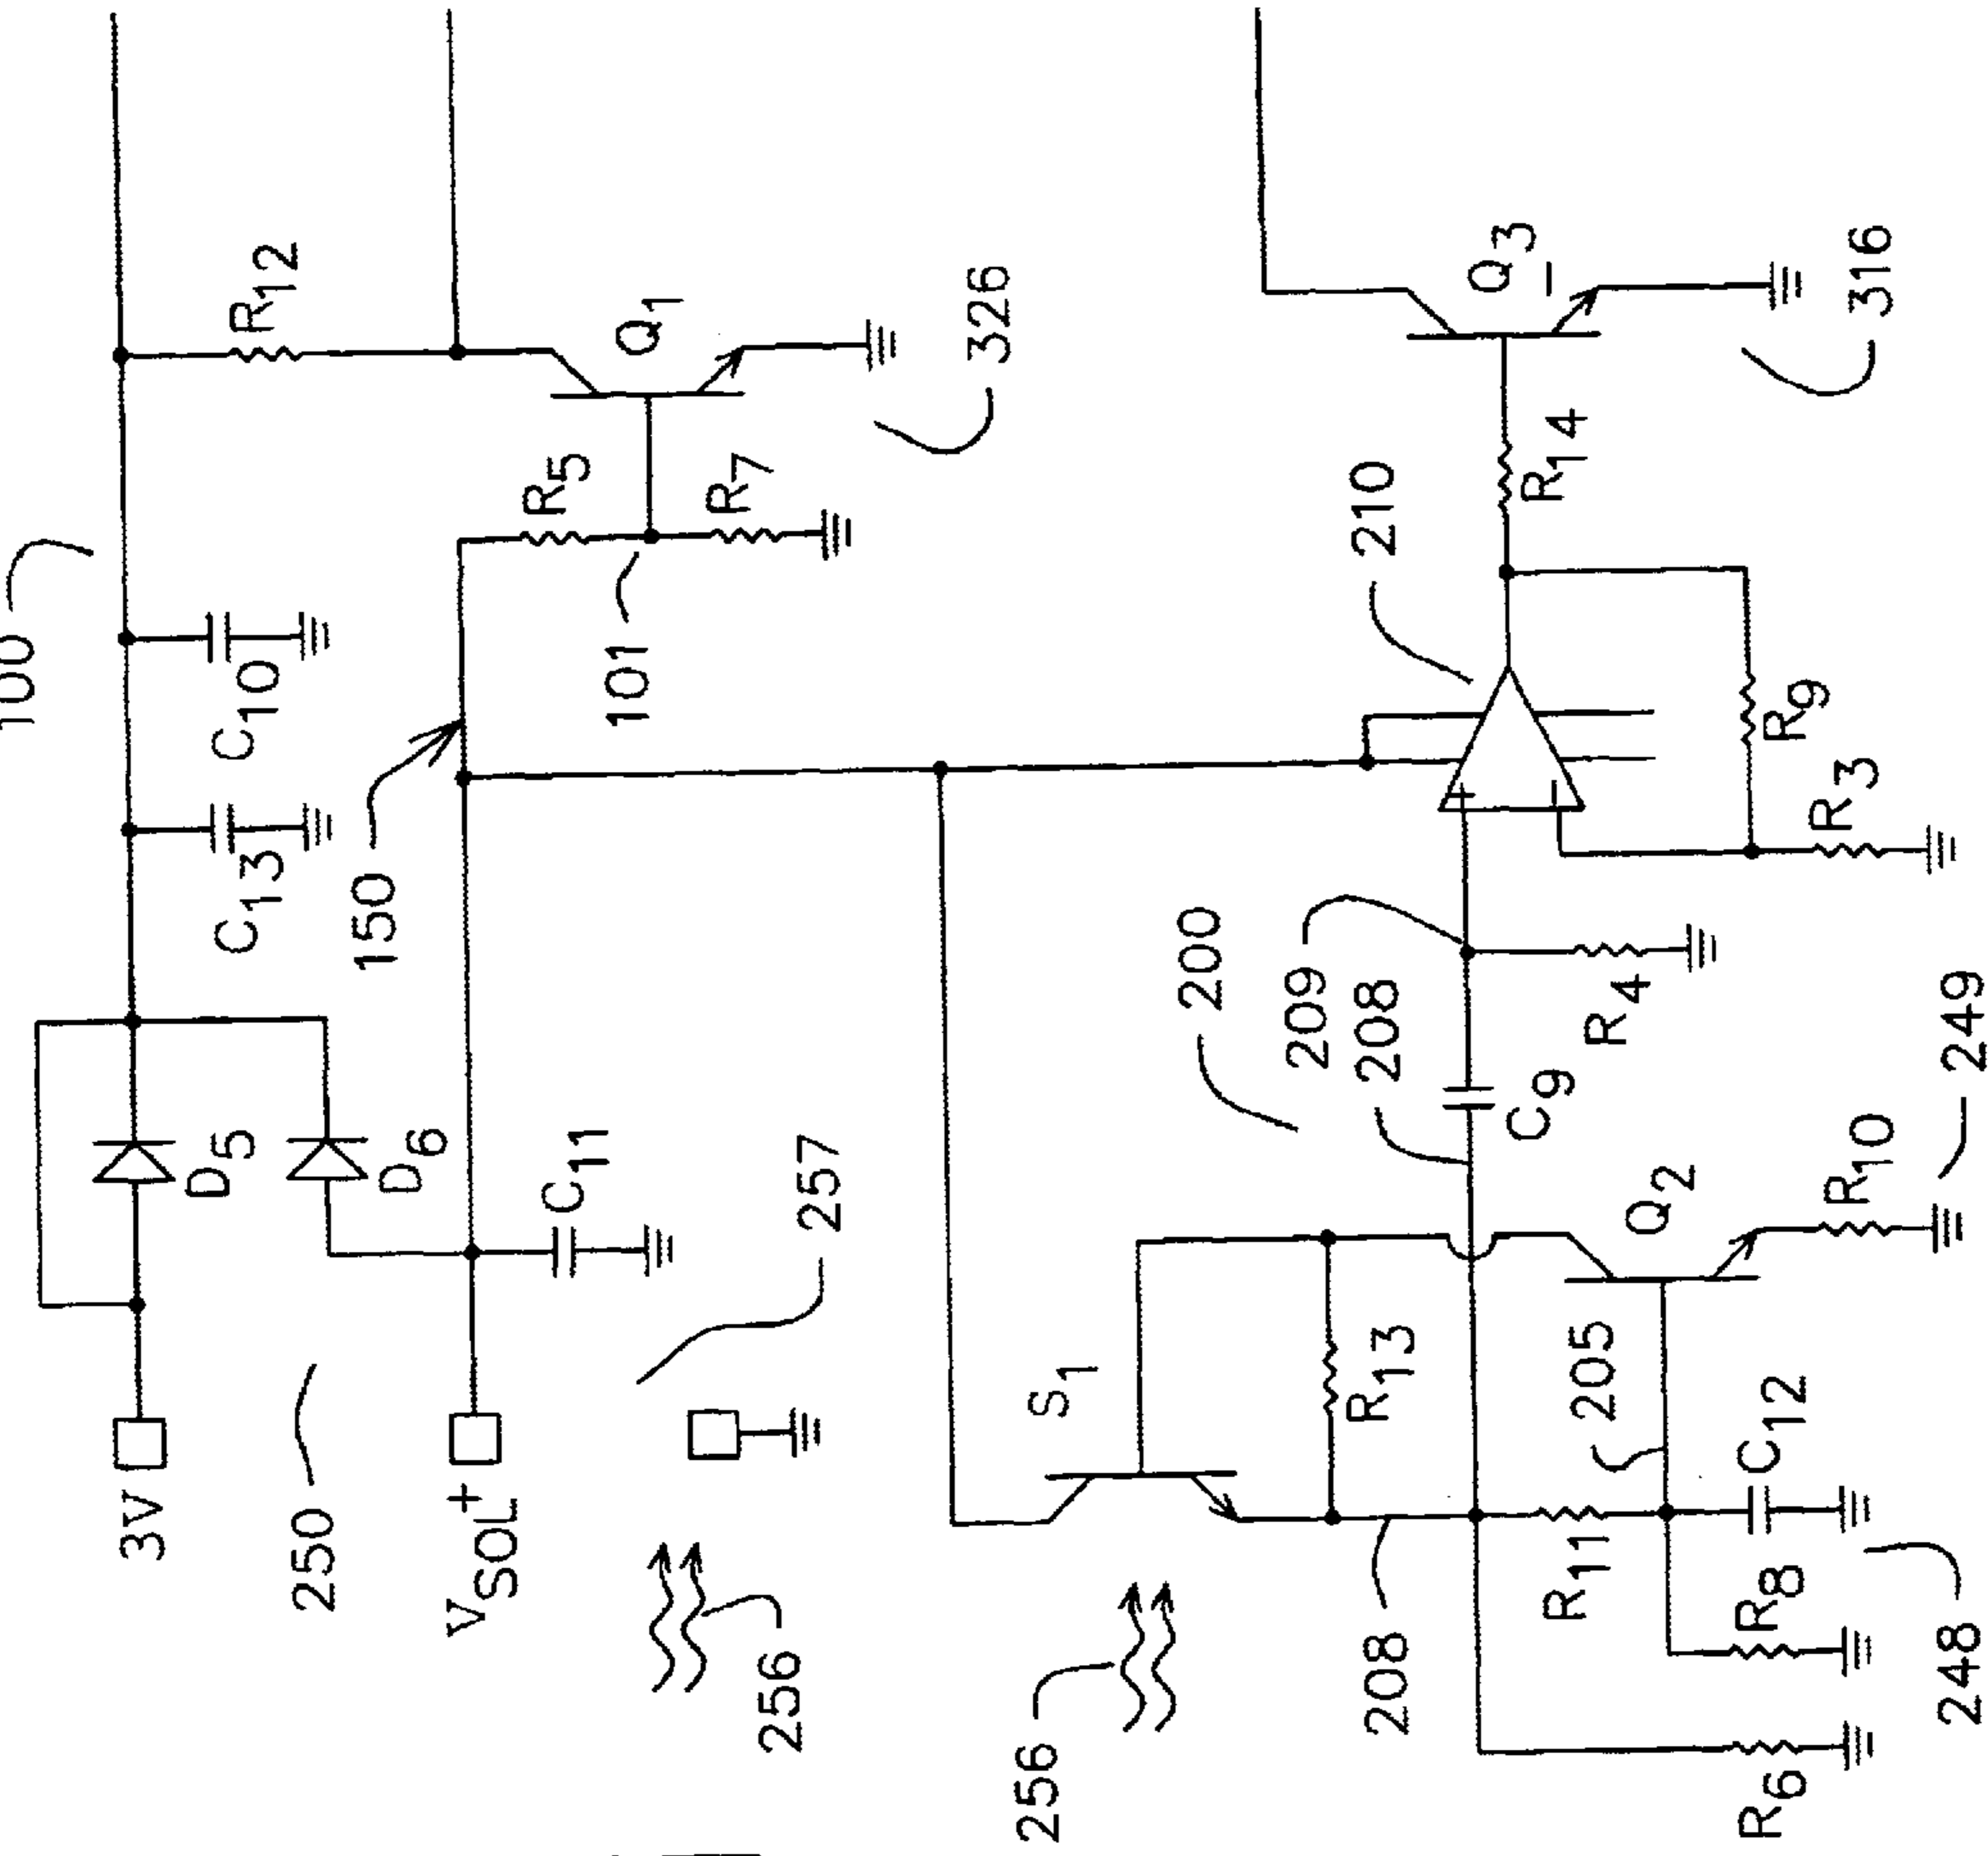 100
3V
D5
C13
C10
R12
250
VSOL+
D6
C11
150
R5
Q1
101
R7
326
256
257
256
S1
200
210
Q3
R13
209
208
R14
316
208
C9
R4
R9
R3
R11
205
Q2
R6
R8
C12
R10
248
249